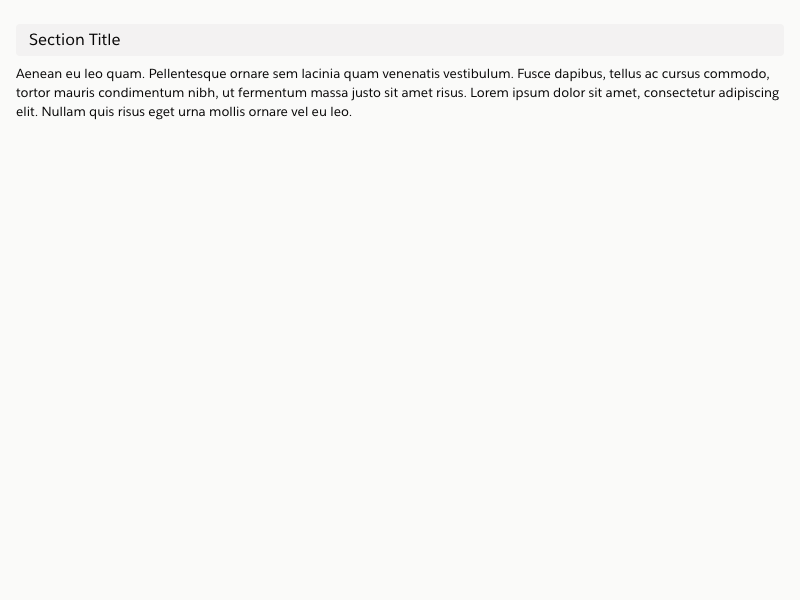 Section Title
Aenean eu leo quam. Pellentesque ornare sem lacinia quam venenatis vestibulum. Fusce dapibus, tellus ac cursus commodo,
tortor mauris condimentum nibh, ut fermentum massa justo sit amet risus. Lorem ipsum dolor sit amet, consectetur adipiscing
elit. Nullam quis risus eget urna mollis ornare vel eu leo.